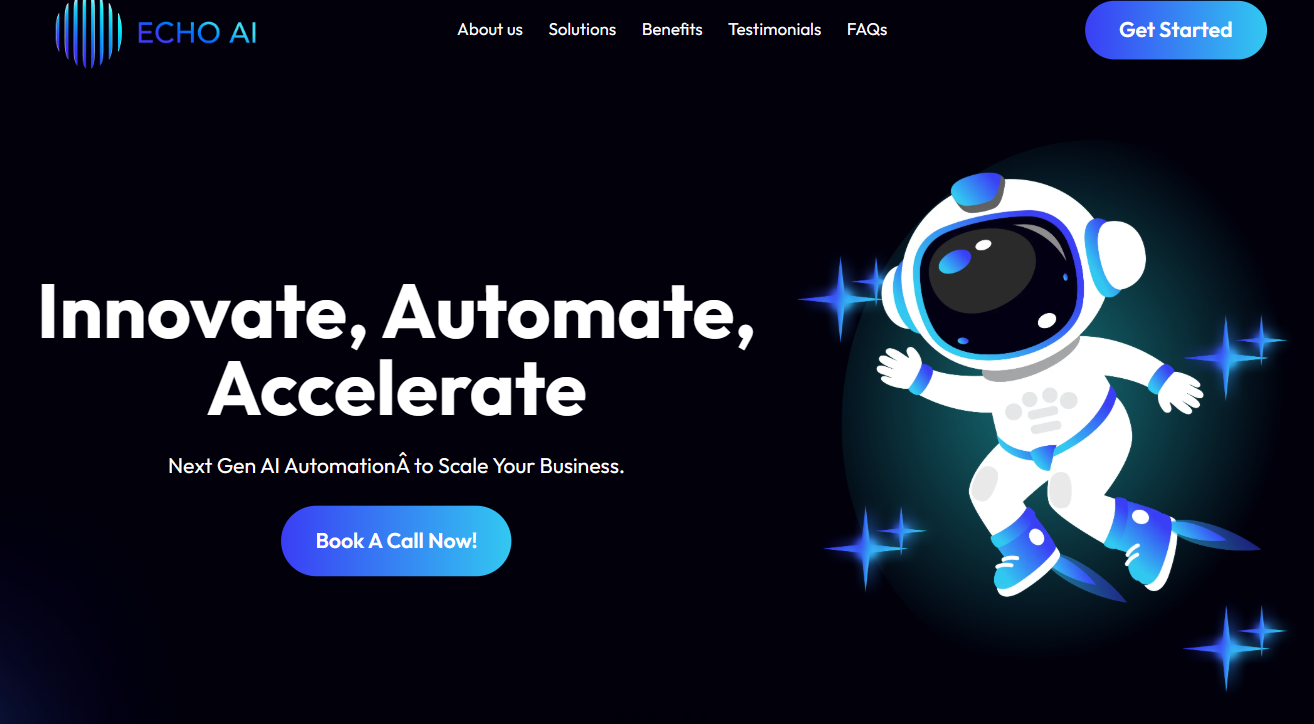 ECHO AI
About us Solutions Benefits Testimonials FAQs
Get Started
Innovate, Automate,
Accelerate
Next Gen AI AutomationÂ to Scale Your Business.
Book A Call Now!